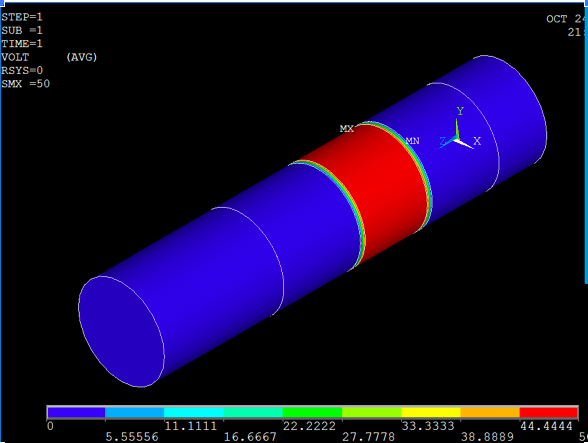 STEP=1
SUB =1
TIME=1
VOLT (AVG)
RSYS=0
SMX =50
OCT 24
21:
MX
MN
Y
Z
X
0 11.1111 22.2222 33.3333 44.4444
5.55556 16.6667 27.7778 38.8889